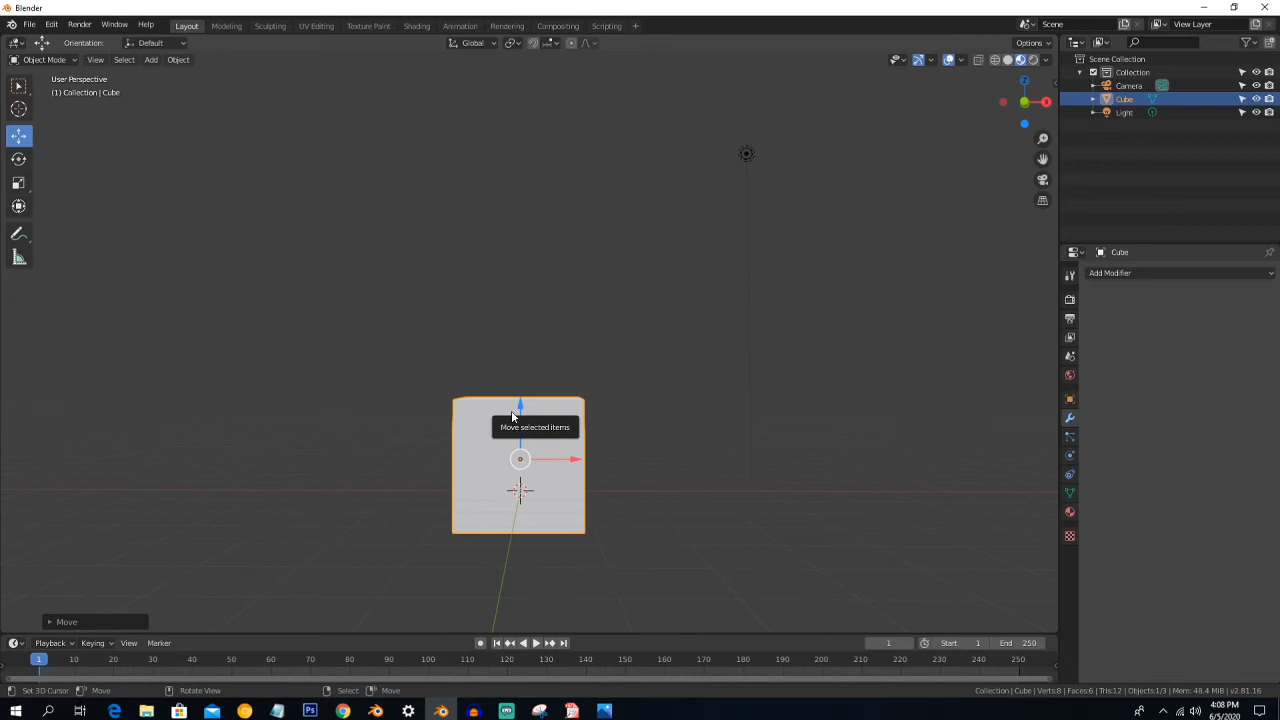 Blender
File Edit Render Window Help Layout Modeling Sculpting UV Editing Texture Paint Shading Animation Rendering Compositing Scripting + Scene View Layer
Orientation: Default Global Options
Object Mode View Select Add Object
User Perspective
(1) Collection | Cube
Scene Collection
Collection
Camera
Cube
Light
Z
X
Cube
Add Modifier
Move selected items
Move
Playback Keying View Marker 1 Start 1 End 250
1 10 20 30 40 50 60 70 80 90 100 110 120 130 140 150 160 170 180 190 200 210 220 230 240 250
Set 3D Cursor Move Rotate View Select Move Collection | Cube | Verts:8 | Faces:6 | Tris:12 | Objects:1/3 | Mem: 48.4 MiB | v2.81.16
4:08 PM
6/5/2020